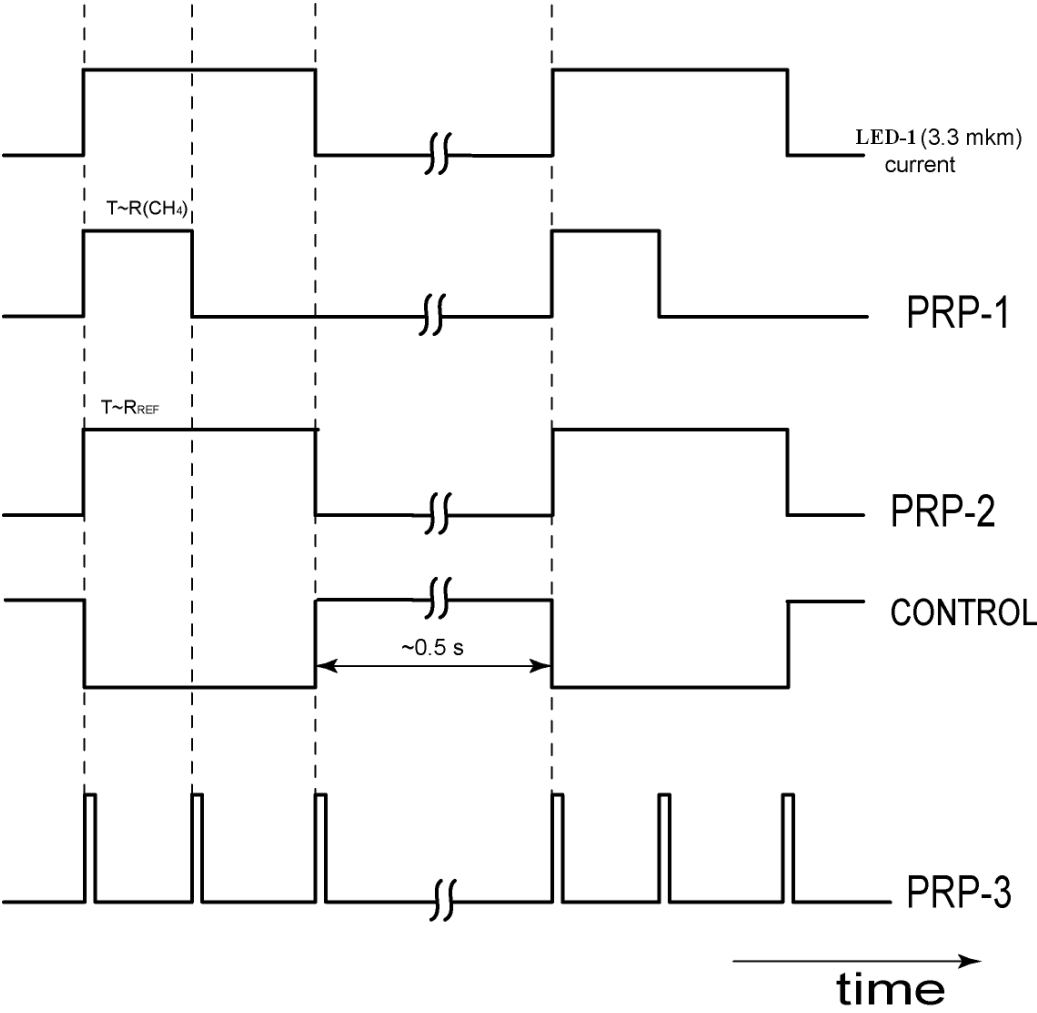 LED-1 (3.3 mkm)
current
T~R(CH₄)
PRP-1
T~RREF
PRP-2
CONTROL
~0.5 s
PRP-3
time